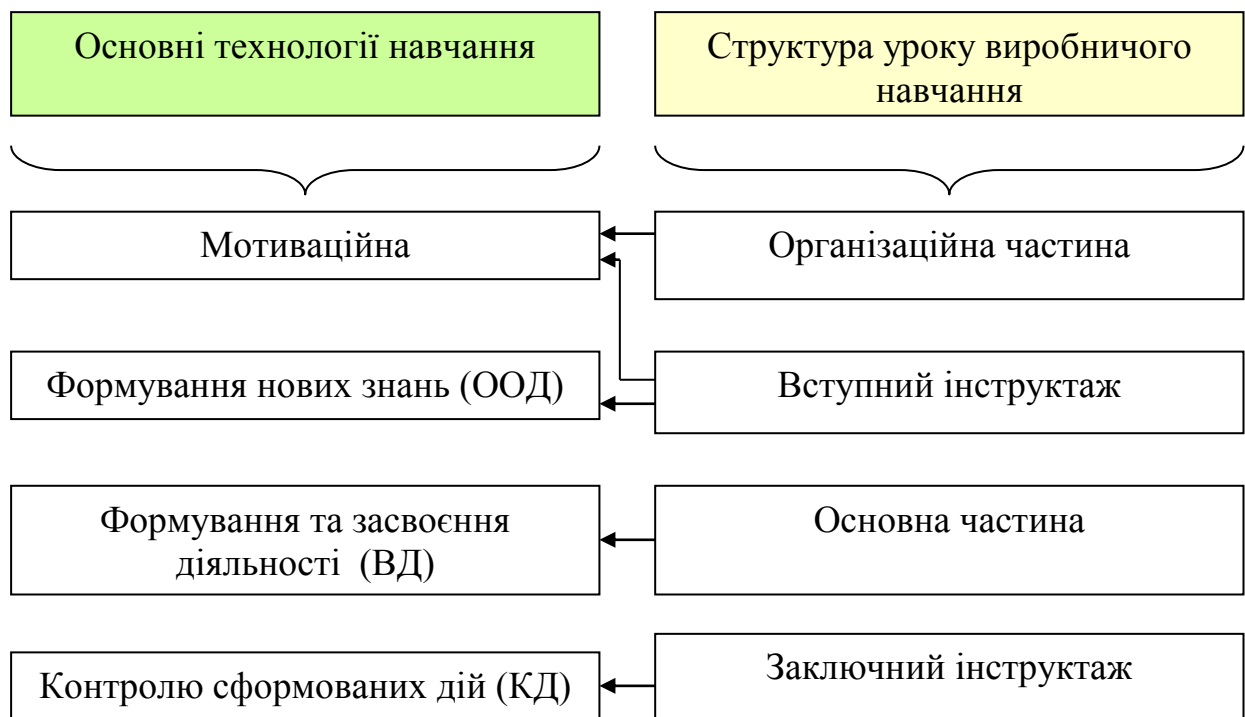 Основні технології навчання
Структура уроку виробничого
навчання
Мотиваційна
Організаційна частина
Формування нових знань (ООД)
Вступний інструктаж
Формування та засвоєння
діяльності (ВД)
Основна частина
Контролю сформованих дій (КД)
Заключний інструктаж